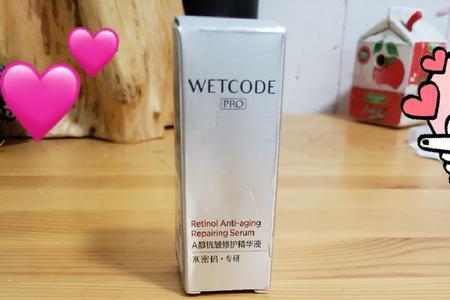 WETCODE
PRO
Retinol Anti-aging
Repairing Serum
A醇抗皱修护精华液
水密码·专研